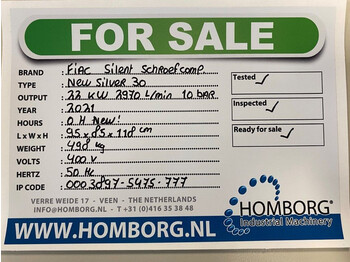 FOR SALE
BRAND : Fiac Silent Schroefcomp.
TYPE : New Silver 30
OUTPUT : 22 KW 2970 L/min 10 BAR
YEAR : 2021
HOURS : 0 H New!
L x W x H : 95 x 85 x 118 cm
WEIGHT : 498 kg
VOLTS : 400 V
HERTZ : 50 Hz
IP CODE : 0003897-5475-777
Tested ✓
Inspected ✓
Ready for sale ✓
VERRE WEIDE 17 - VEEN - THE NETHERLANDS
INFO@HOMBORG.NL - T +31 (0)416 35 38 48
WWW.HOMBORG.NL
HOMBORG®
Industrial Machinery